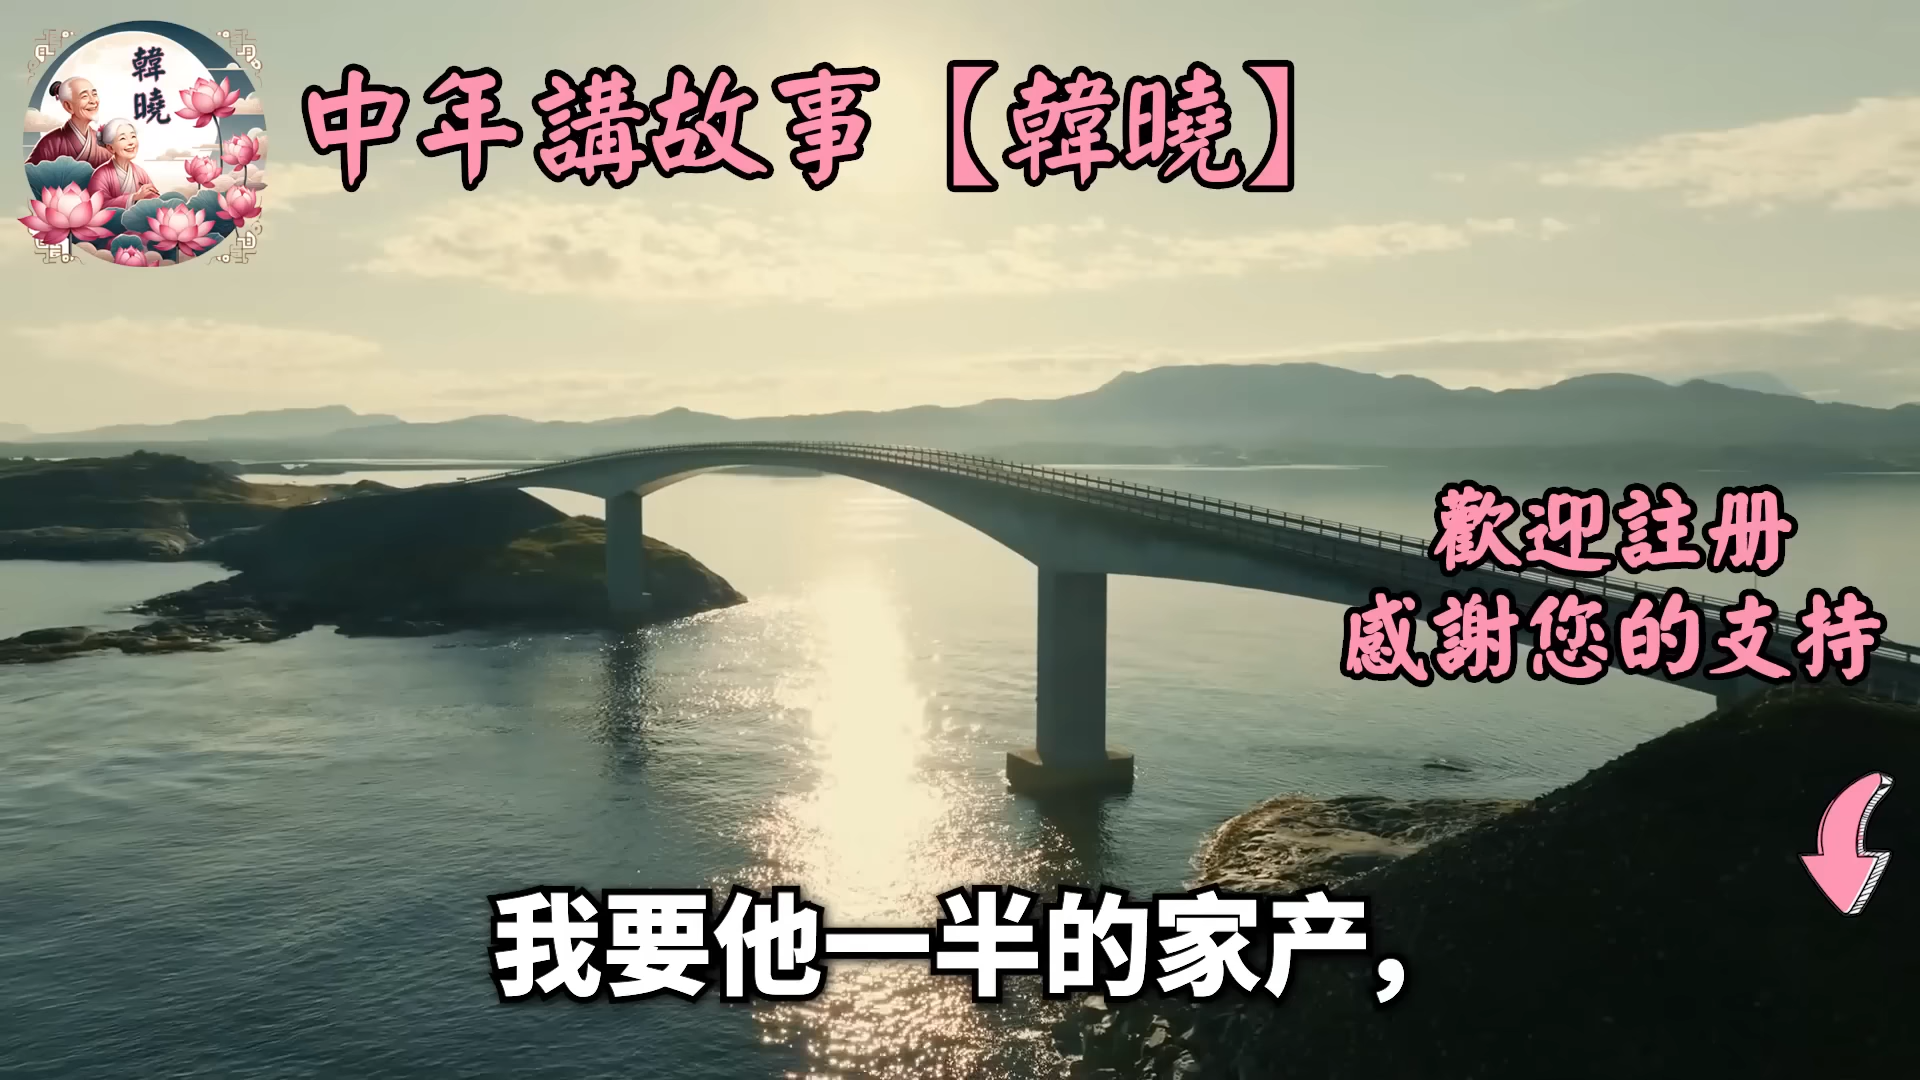 韓曉
中年講故事【韓曉】
歡迎註册
感謝您的支持
我要他一半的家产，